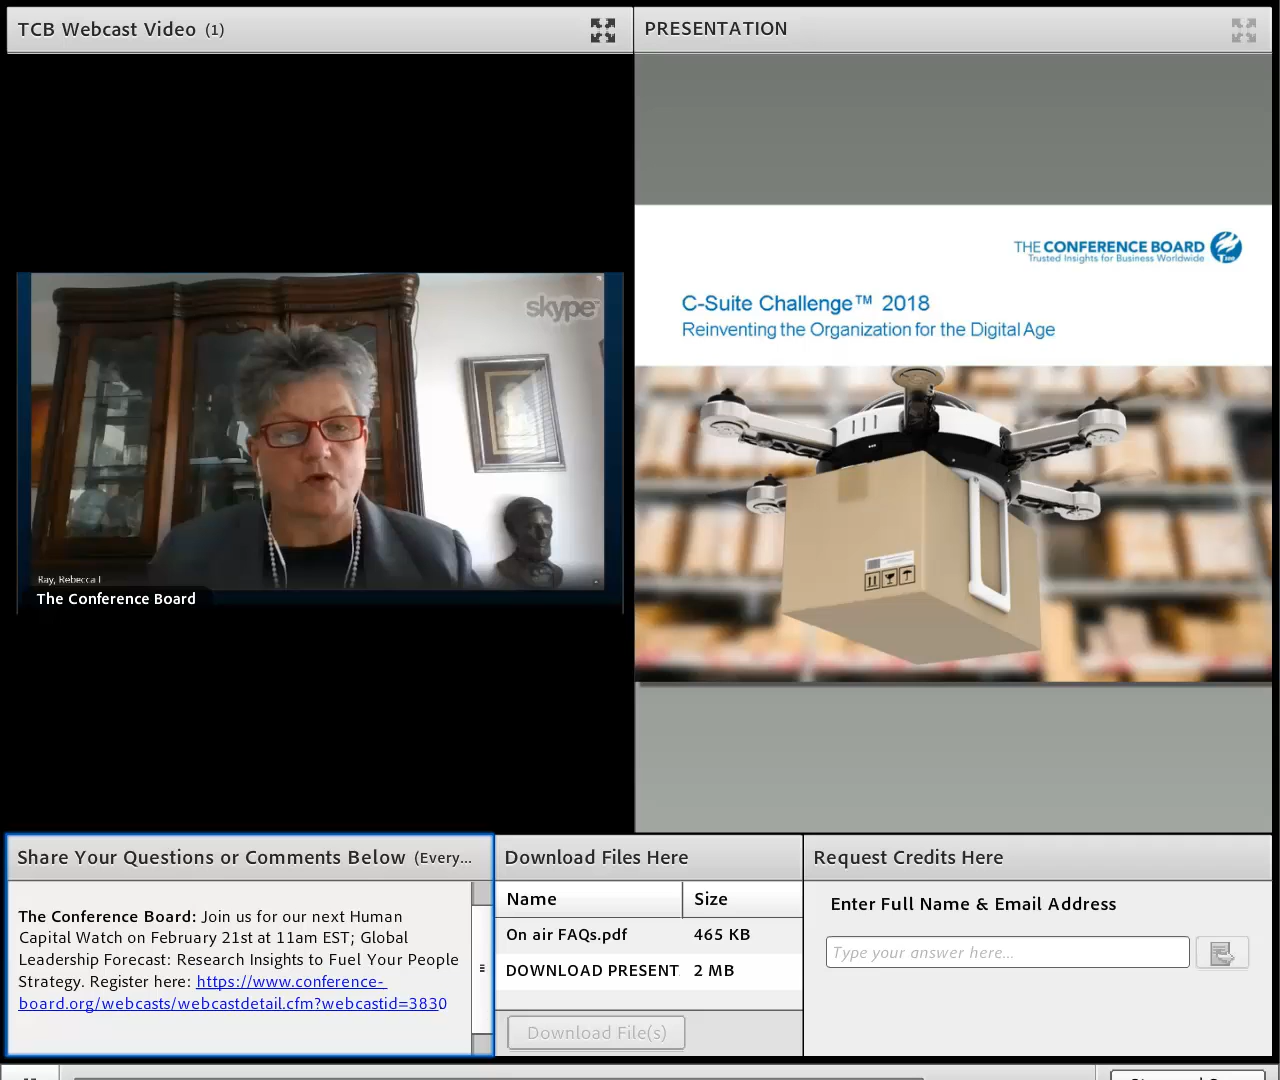 TCB Webcast Video (1)
PRESENTATION
skype
Ray, Rebecca L
The Conference Board
THE CONFERENCE BOARD
Trusted Insights for Business Worldwide
C-Suite Challenge™ 2018
Reinventing the Organization for the Digital Age
Share Your Questions or Comments Below (Every...
The Conference Board: Join us for our next Human
Capital Watch on February 21st at 11am EST; Global
Leadership Forecast: Research Insights to Fuel Your People
Strategy. Register here: https://www.conference-
board.org/webcasts/webcastdetail.cfm?webcastid=3830
Download Files Here
Name Size
On air FAQs.pdf 465 KB
DOWNLOAD PRESENT 2 MB
Download File(s)
Request Credits Here
Enter Full Name & Email Address
Type your answer here...